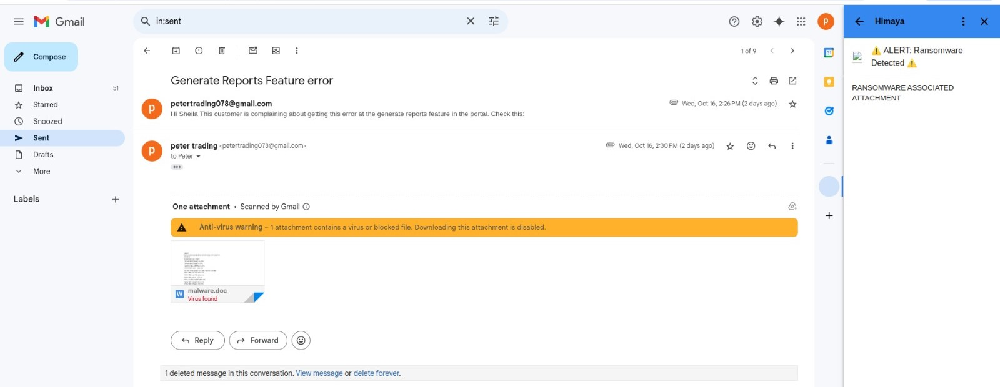 Gmail
in:sent
Compose
Inbox 51
Starred
Snoozed
Sent
Drafts
More
Labels
1 of 9
Generate Reports Feature error
petertrading078@gmail.com
Wed, Oct 16, 2:26 PM (2 days ago)
Hi Sheila This customer is complaining about getting this error at the generate reports feature in the portal. Check this:
peter trading <petertrading078@gmail.com>
Wed, Oct 16, 2:30 PM (2 days ago)
to Peter
One attachment • Scanned by Gmail
Anti-virus warning – 1 attachment contains a virus or blocked file. Downloading this attachment is disabled.
W malware.doc
Virus found
Reply
Forward
1 deleted message in this conversation. View message or delete forever.
p
p
p
31
Himaya
⚠️ ALERT: Ransomware
Detected ⚠️
RANSOMWARE ASSOCIATED
ATTACHMENT